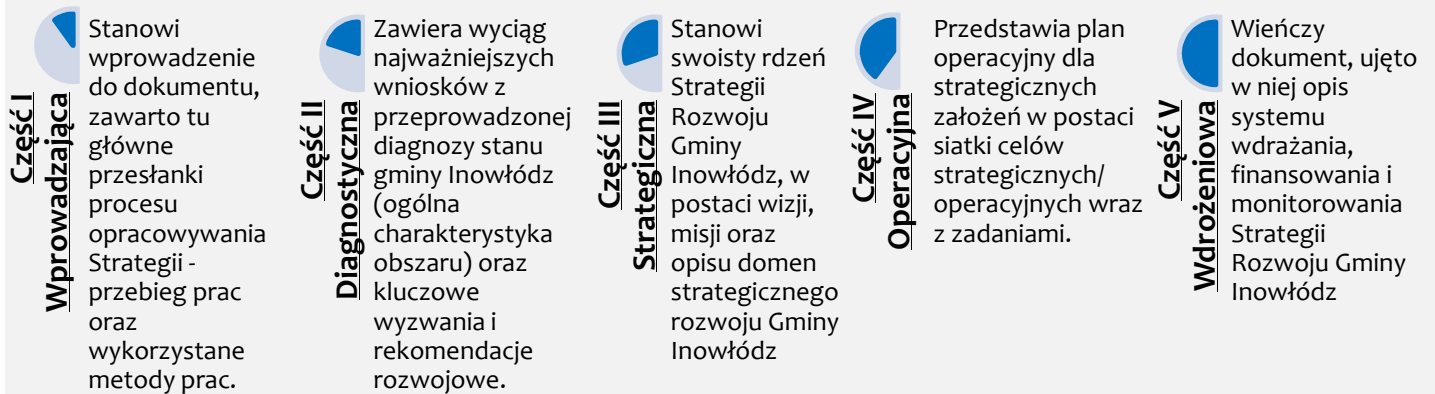 Część I
Wprowadzająca
Stanowi
wprowadzenie
do dokumentu,
zawarto tu
główne
przesłanki
procesu
opracowywania
Strategii -
przebieg prac
oraz
wykorzystane
metody prac.
Część II
Diagnostyczna
Zawiera wyciąg
najważniejszych
wniosków z
przeprowadzonej
diagnozy stanu
gminy Inowłódz
(ogólna
charakterystyka
obszaru) oraz
kluczowe
wyzwania i
rekomendacje
rozwojowe.
Część III
Strategiczna
Stanowi
swoisty rdzeń
Strategii
Rozwoju
Gminy
Inowłódz, w
postaci wizji,
misji oraz
opisu domen
strategicznego
rozwoju Gminy
Inowłódz
Część IV
Operacyjna
Przedstawia plan
operacyjny dla
strategicznych
założeń w postaci
siatki celów
strategicznych/
operacyjnych wraz
z zadaniami.
Część V
Wdrożeniowa
Wieńczy
dokument, ujęto
w niej opis
systemu
wdrażania,
finansowania i
monitorowania
Strategii
Rozwoju Gminy
Inowłódz